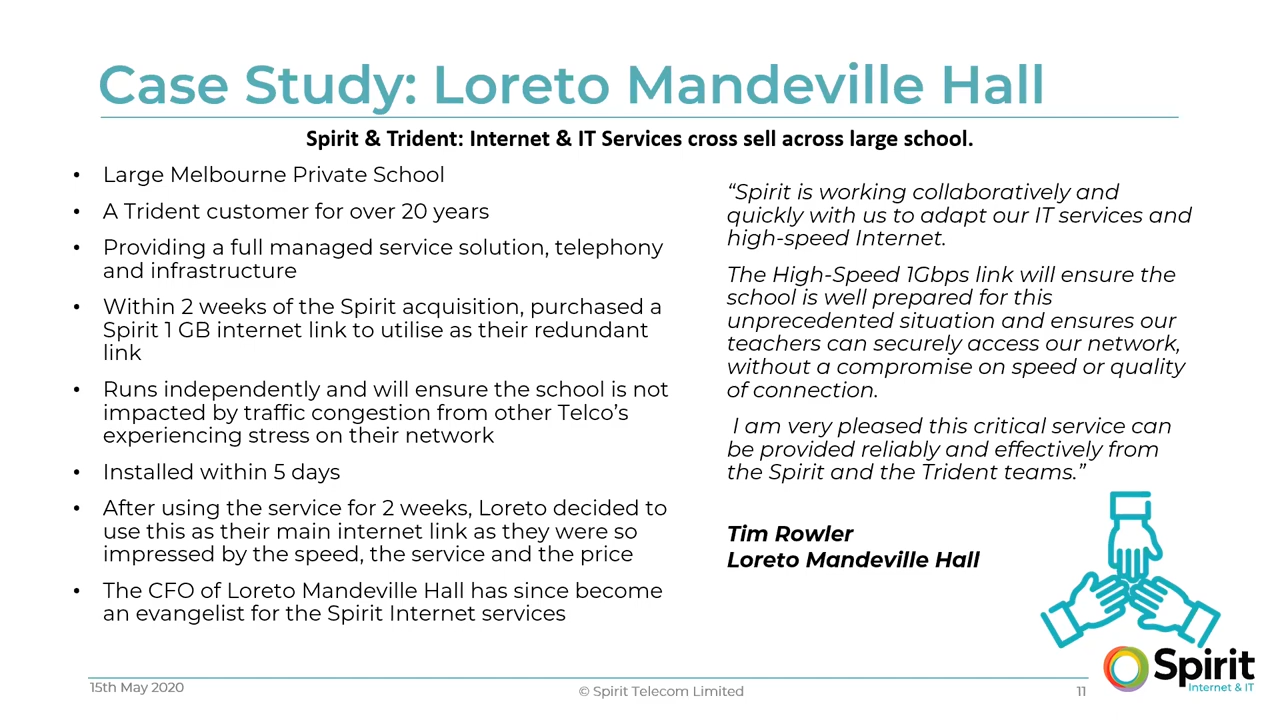 Case Study: Loreto Mandeville Hall
Spirit & Trident: Internet & IT Services cross sell across large school.
• Large Melbourne Private School
• A Trident customer for over 20 years
• Providing a full managed service solution, telephony
and infrastructure
• Within 2 weeks of the Spirit acquisition, purchased a
Spirit 1 GB internet link to utilise as their redundant
link
• Runs independently and will ensure the school is not
impacted by traffic congestion from other Telco’s
experiencing stress on their network
• Installed within 5 days
• After using the service for 2 weeks, Loreto decided to
use this as their main internet link as they were so
impressed by the speed, the service and the price
• The CFO of Loreto Mandeville Hall has since become
an evangelist for the Spirit Internet services
“Spirit is working collaboratively and
quickly with us to adapt our IT services and
high-speed Internet.
The High-Speed 1Gbps link will ensure the
school is well prepared for this
unprecedented situation and ensures our
teachers can securely access our network,
without a compromise on speed or quality
of connection.
I am very pleased this critical service can
be provided reliably and effectively from
the Spirit and the Trident teams.”
Tim Rowler
Loreto Mandeville Hall
Spirit
Internet & IT
15th May 2020
© Spirit Telecom Limited
11